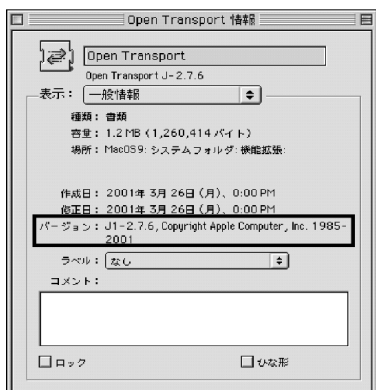 Open Transport 情報
Open Transport
Open Transport J-2.7.6
表示： 一般情報
種類： 書類
容量： 1.2 MB (1,260,414 バイト)
場所： MacOS9: システムフォルダ: 機能拡張:
作成日： 2001年 3月 26日 (月)、0:00 PM
修正日： 2001年 3月 26日 (月)、0:00 PM
バージョン： J1-2.7.6, Copyright Apple Computer, Inc. 1985-
2001
ラベル： なし
コメント：
ロック ひな形